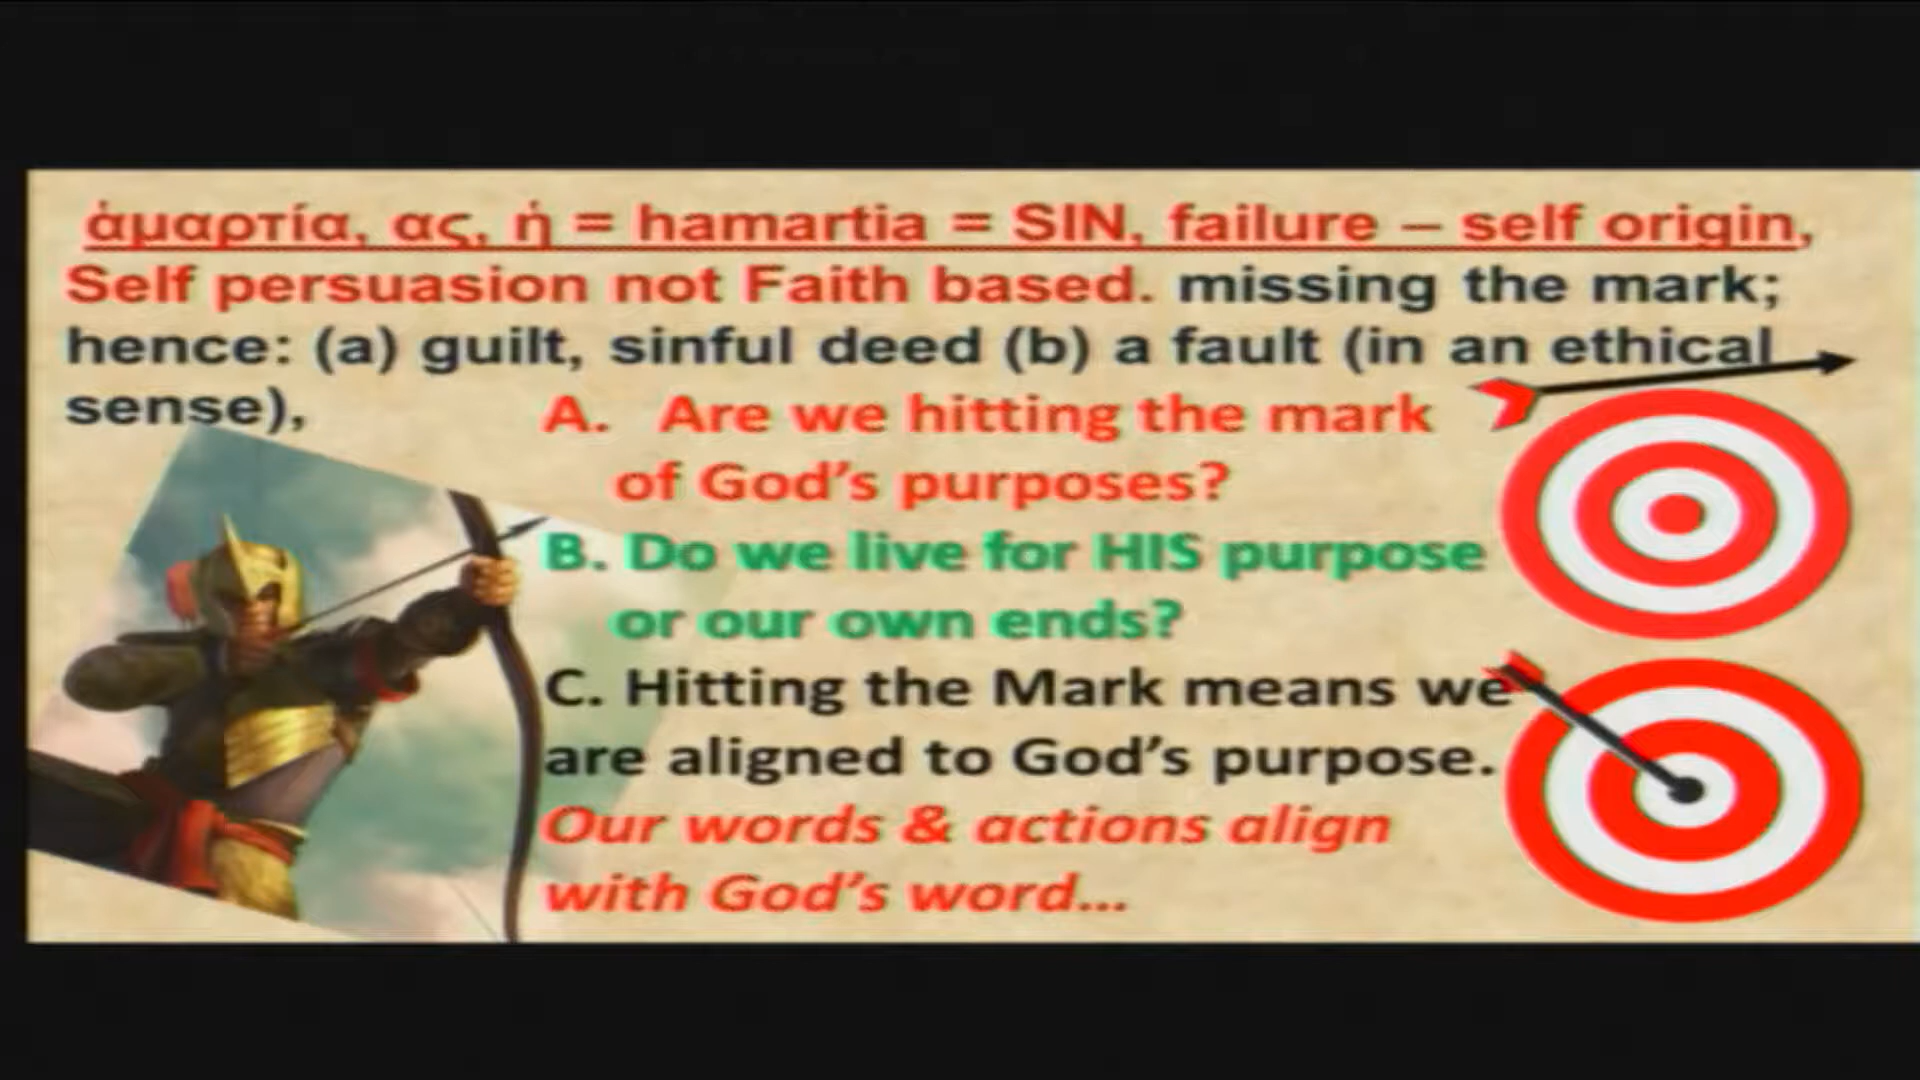 ἁμαρτία, ας, ἡ = hamartia = SIN, failure – self origin,
Self persuasion not Faith based. missing the mark;
hence: (a) guilt, sinful deed (b) a fault (in an ethical
sense),
A. Are we hitting the mark
of God's purposes?
B. Do we live for HIS purpose
or our own ends?
C. Hitting the Mark means we
are aligned to God's purpose.
Our words & actions align
with God's word...